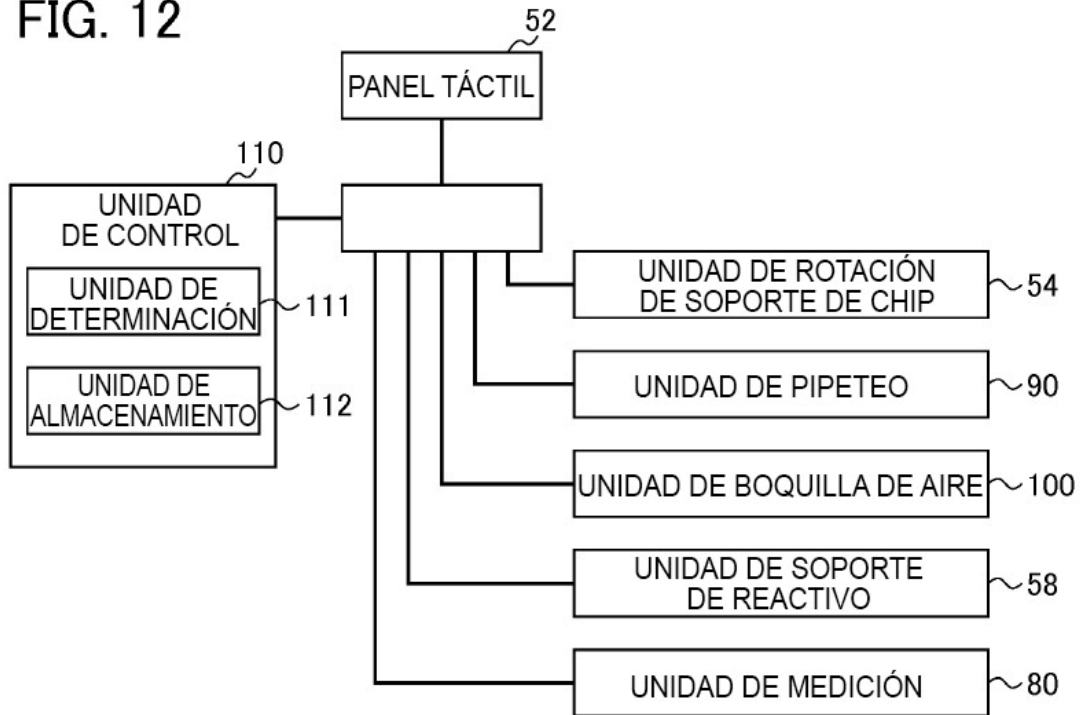 FIG. 12
52
PANEL TÁCTIL
110
UNIDAD
DE CONTROL
UNIDAD DE
DETERMINACIÓN
111
UNIDAD DE
ALMACENAMIENTO
112
UNIDAD DE ROTACIÓN
DE SOPORTE DE CHIP
54
UNIDAD DE PIPETEO
90
UNIDAD DE BOQUILLA DE AIRE
100
UNIDAD DE SOPORTE
DE REACTIVO
58
UNIDAD DE MEDICIÓN
80